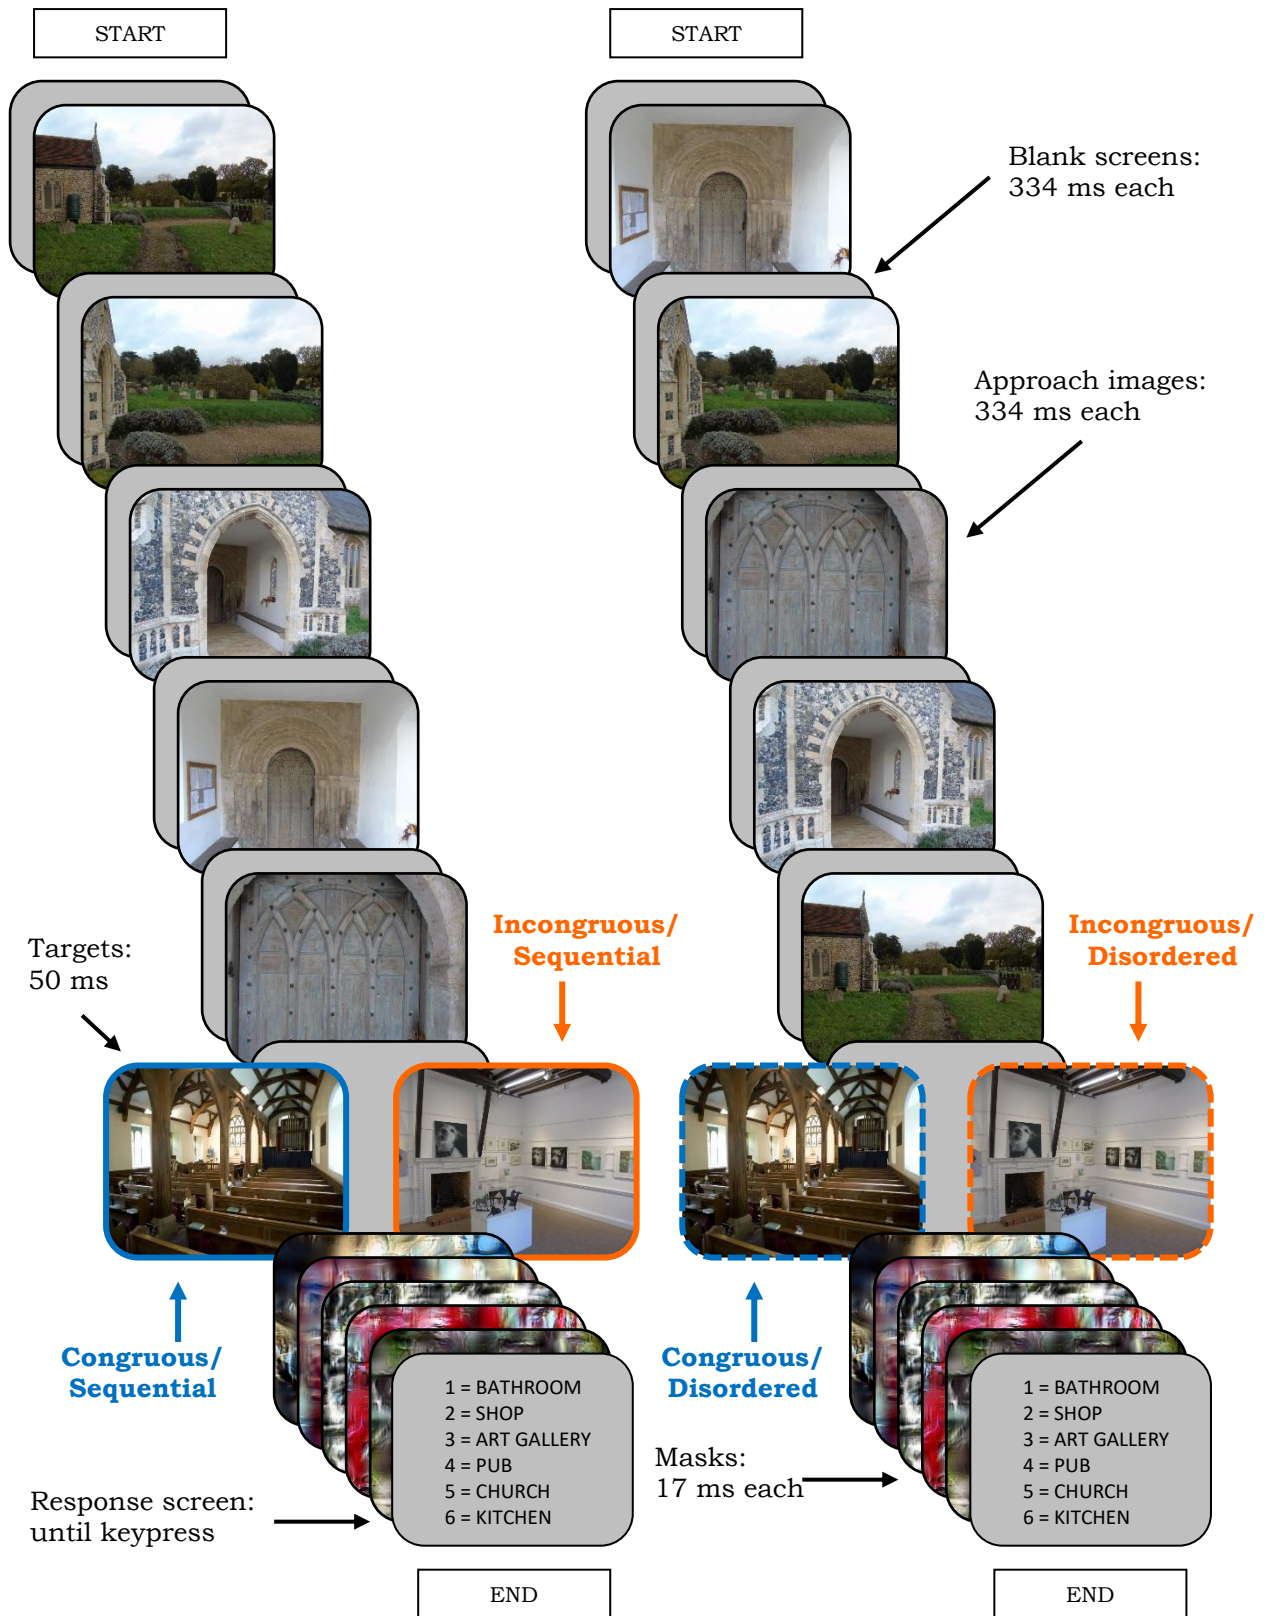 START
START
Blank screens:
334 ms each
Approach images:
334 ms each
Targets:
50 ms
Incongruous/
Sequential
Incongruous/
Disordered
Congruous/
Sequential
Congruous/
Disordered
1 = BATHROOM
2 = SHOP
3 = ART GALLERY
4 = PUB
5 = CHURCH
6 = KITCHEN
Masks:
17 ms each
1 = BATHROOM
2 = SHOP
3 = ART GALLERY
4 = PUB
5 = CHURCH
6 = KITCHEN
Response screen:
until keypress
END
END